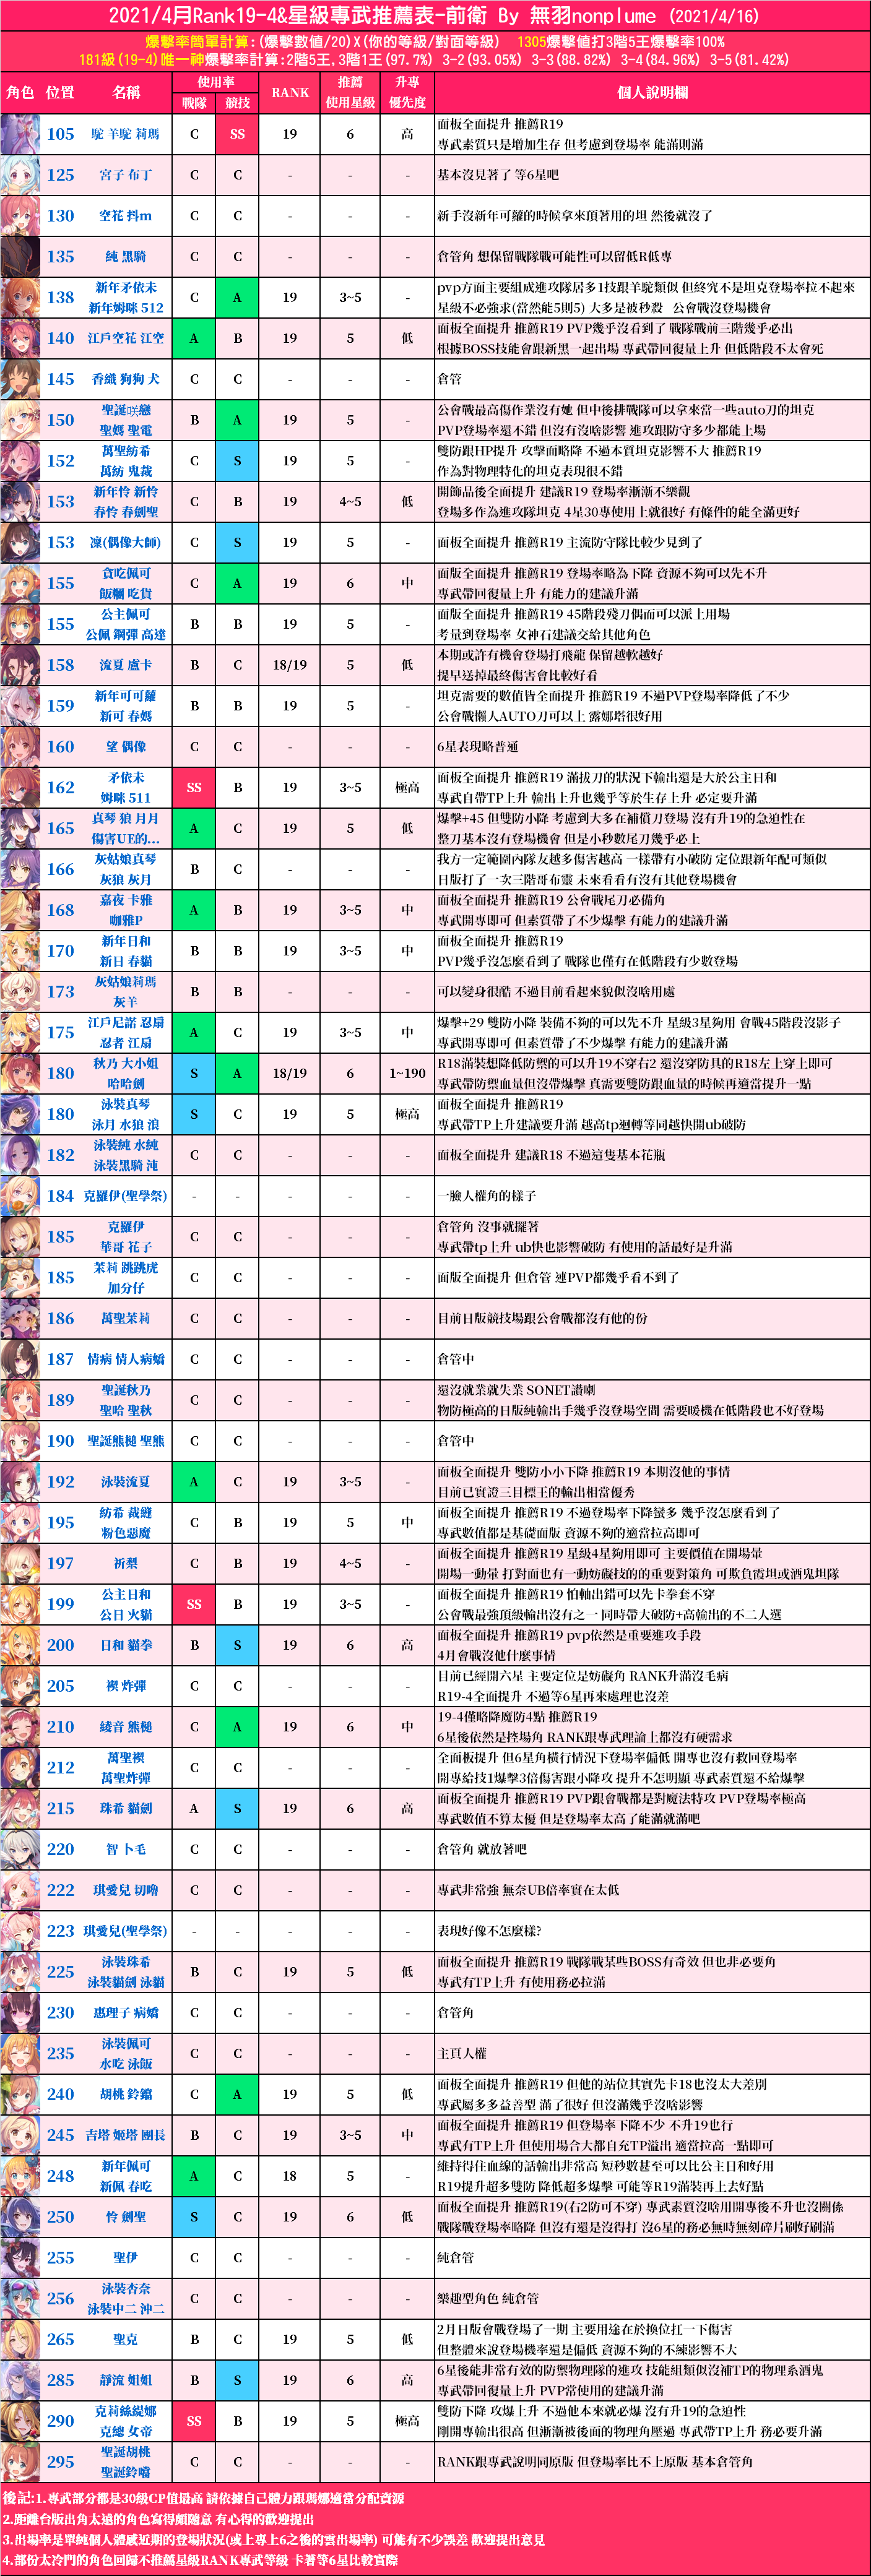 2021/4月Rank19-4&星級專武推薦表-前衛 By 無羽nonplume (2021/4/16)
爆擊率簡單計算:(爆擊數值/20)X(你的等級/對面等級) 1305爆擊值打3階5王爆擊率100%
181級(19-4)唯一神爆擊率計算:2階5王,3階1王(97.7%) 3-2(93.05%) 3-3(88.82%) 3-4(84.96%) 3-5(81.42%)
角色 位置 名稱 使用率 戰隊 競技 RANK 推薦 使用星級 升專 優先度 個人說明欄
105 駝 羊駝 莉瑪 C SS 19 6 高 面板全面提升 推薦R19
專武素質只是增加生存 但考慮到登場率 能滿則滿
125 宮子 布丁 C C - - - 基本沒見著了 等6星吧
130 空花 抖m C C - - - 新手沒新年可蘿的時候拿來頂著用的坦 然後就沒了
135 純 黑騎 C C - - - 倉管角 想保留戰隊戰可能性可以留低R低專
138 新年矛依未 新年姆咪 512 C A 19 3~5 - pvp方面主要組成進攻隊居多1技跟羊駝類似 但終究不是坦克登場率拉不起來
星級不必強求(當然能5則5) 大多是被秒殺 公會戰沒登場機會
140 江戶空花 江空 A B 19 5 低 面板全面提升 推薦R19 PVP幾乎沒看到了 戰隊戰前三階幾乎必出
根據BOSS技能會跟新黑一起出場 專武帶回復量上升 但低階段不太會死
145 香織 狗狗 犬 C C - - - 倉管
150 聖誕咲戀 聖媽 聖電 B A 19 5 - 公會戰最高傷作業沒有她 但中後排戰隊可以拿來當一些auto刀的坦克
PVP登場率還不錯 但沒有沒啥影響 進攻跟防守多少都能上場
152 萬聖紡希 萬紡 鬼裁 C S 19 5 - 雙防跟HP提升 攻擊面略降 不過本質坦克影響不大 推薦R19
作為對物理特化的坦克表現很不錯
153 新年怜 新怜 春怜 春劍聖 C B 19 4~5 低 開飾品後全面提升 建議R19 登場率漸漸不樂觀
登場多作為進攻隊坦克 4星30專使用上就很好 有條件的能全滿更好
153 凜(偶像大師) C S 19 5 - 面板全面提升 推薦R19 主流防守隊比較少見到了
155 貪吃佩可 飯糰 吃貨 C A 19 6 中 面版全面提升 推薦R19 登場率略為下降 資源不夠可以先不升
專武帶回復量上升 有能力的建議升滿
155 公主佩可 公佩 鋼彈 高達 B B 19 5 - 面版全面提升 推薦R19 45階段殘刀偶而可以派上用場
考量到登場率 女神石建議交給其他角色
158 流夏 盧卡 B C 18/19 5 低 本期或許有機會登場打飛龍 保留越軟越好
提早送掉最終傷害會比較好看
159 新年可可蘿 新可 春媽 B B 19 5 - 坦克需要的數值皆全面提升 推薦R19 不過PVP登場率降低了不少
公會戰懶人AUTO刀可以上 露娜塔很好用
160 望 偶像 C C - - - 6星表現略普通
162 矛依未 姆咪 511 SS B 19 3~5 極高 面板全面提升 推薦R19 滿拔刀的狀況下輸出還是大於公主日和
專武自帶TP上升 輸出上升也幾乎等於生存上升 必定要升滿
165 真琴 狼 月月 傷害UE的... A C 19 5 低 爆擊+45 但雙防小降 考慮到大多在補償刀登場 沒有升19的急迫性在
整刀基本沒有登場機會 但是小秒數尾刀幾乎必上
166 灰姑娘真琴 灰狼 灰月 B C - - - 我方一定範圍內隊友越多傷害越高 一樣帶有小破防 定位跟新年配可類似
日版打了一次三階哥布靈 未來看看有沒有其他登場機會
168 嘉夜 卡雅 咖雅P A B 19 3~5 中 面板全面提升 推薦R19 公會戰尾刀必備角
專武開專即可 但素質帶了不少爆擊 有能力的建議升滿
170 新年日和 新日 春貓 B B 19 3~5 中 面板全面提升 推薦R19
PVP幾乎沒怎麼看到了 戰隊也僅有在低階段有少數登場
173 灰姑娘莉瑪 灰羊 B B - - - 可以變身很酷 不過目前看起來貌似沒啥用處
175 江戶尼諾 忍扇 忍者 江扇 A C 19 3~5 中 爆擊+29 雙防小降 裝備不夠的可以先不升 星級3星夠用 會戰45階段沒影子
專武開專即可 但素質帶了不少爆擊 有能力的建議升滿
180 秋乃 大小姐 哈哈劍 S A 18/19 6 1~190 R18滿裝想降低防禦的可以升19不穿右2 還沒穿防具的R18左上穿上即可
專武帶防禦血量但沒帶爆擊 真需要雙防跟血量的時候再適當提升一點
180 泳裝真琴 泳月 水狼 浪 S C 19 5 極高 面板全面提升 推薦R19
專武帶TP上升建議要升滿 越高tp迴轉等同越快開ub破防
182 泳裝純 水純 泳裝黑騎 沌 C C - - - 面板全面提升 建議R18 不過這隻基本花瓶
184 克羅伊(聖學祭) - - - - - 一臉人權角的樣子
185 克羅伊 華哥 花子 C C - - - 倉管角 沒事就擺著
專武帶tp上升 ub快也影響破防 有使用的話最好是升滿
185 茉莉 跳跳虎 加分仔 C C - - - 面版全面提升 但倉管 連PVP都幾乎看不到了
186 萬聖茉莉 C C - - - 目前日版競技場跟公會戰都沒有他的份
187 情病 情人病嬌 C C - - - 倉管中
189 聖誕秋乃 聖哈 聖秋 C C - - - 還沒就業就失業 SONET讚喇
物防極高的日版純輸出手幾乎沒登場空間 需要暖機在低階段也不好登場
190 聖誕熊槌 聖熊 C C - - - 倉管中
192 泳裝流夏 A C 19 3~5 - 面板全面提升 雙防小小下降 推薦R19 本期沒他的事情
目前已實證三目標王的輸出相當優秀
195 紡希 裁縫 粉色惡魔 C B 19 5 中 面板全面提升 推薦R19 不過登場率下降蠻多 幾乎沒怎麼看到了
專武數值都是基礎面版 資源不夠的適當拉高即可
197 祈梨 C B 19 4~5 - 面板全面提升 推薦R19 星級4星夠用即可 主要價值在開場暈
開場一動暈 打對面也有一動妨礙技的的重要對策角 可欺負霞坦或酒鬼坦隊
199 公主日和 公日 火貓 SS B 19 3~5 - 面板全面提升 推薦R19 怕軸出錯可以先卡拳套不穿
公會戰最強頂級輸出沒有之一 同時帶大破防+高輸出的不二人選
200 日和 貓拳 B S 19 6 高 面板全面提升 推薦R19 pvp依然是重要進攻手段
4月會戰沒他什麼事情
205 禊 炸彈 C C - - - 目前已經開六星 主要定位是妨礙角 RANK升滿沒毛病
R19-4全面提升 不過等6星再來處理也沒差
210 綾音 熊槌 C A 19 6 中 19-4僅略降魔防4點 推薦R19
6星後依然是控場角 RANK跟專武理論上都沒有硬需求
212 萬聖禊 萬聖炸彈 C C - - - 全面板提升 但6星角橫行情況下登場率偏低 開專也沒有救回登場率
開專給技1爆擊3倍傷害跟小降攻 提升不怎明顯 專武素質還不給爆擊
215 珠希 貓劍 A S 19 6 高 面板全面提升 推薦R19 PVP跟會戰都是對魔法特攻 PVP登場率極高
專武數值不算太優 但是登場率太高了能滿就滿吧
220 智 卜毛 C C - - - 倉管角 就放著吧
222 琪愛兒 切嚕 C C - - - 專武非常強 無奈UB倍率實在太低
223 琪愛兒(聖學祭) - - - - - 表現好像不怎麼樣?
225 泳裝珠希 泳裝貓劍 泳貓 B C 19 5 低 面板全面提升 推薦R19 戰隊戰某些BOSS有奇效 但也非必要角
專武有TP上升 有使用務必拉滿
230 惠理子 病嬌 C C - - - 倉管角
235 泳裝佩可 水吃 泳飯 C C - - - 主頁人權
240 胡桃 鈴鐺 C A 19 5 低 面板全面提升 推薦R19 但他的站位其實先卡18也沒太大差別
專武屬多多益善型 滿了很好 但沒滿幾乎沒啥影響
245 吉塔 姬塔 團長 B C 19 3~5 中 面板全面提升 推薦R19 但登場率下降不少 不升19也行
專武有TP上升 但使用場合大都自充TP溢出 適當拉高一點即可
248 新年佩可 新佩 春吃 A C 18 5 - 維持得住血線的話輸出非常高 短秒數甚至可以比公主日和好用
R19提升超多雙防 降低超多爆擊 可能等R19滿裝再上去好點
250 怜 劍聖 S C 19 6 低 面板全面提升 推薦R19(右2防可不穿) 專武素質沒啥用開專後不升也沒關係
戰隊戰登場率略降 但沒有還是沒得打 沒6星的務必無時無刻碎片刷好刷滿
255 聖伊 C C - - - 純倉管
256 泳裝杏奈 泳裝中二 沖二 C C - - - 樂趣型角色 純倉管
265 聖克 B C 19 5 低 2月日版會戰登場了一期 主要用途在於換位扛一下傷害
但整體來說登場機率還是偏低 資源不夠的不練影響不大
285 靜流 姐姐 B S 19 6 高 6星後能非常有效的防禦物理隊的進攻 技能組類似沒補TP的物理系酒鬼
專武帶回復量上升 PVP常使用的建議升滿
290 克莉絲緹娜 克總 女帝 SS B 19 5 極高 雙防下降 攻爆上升 不過他本來就必爆 沒有升19的急迫性
剛開專輸出很高 但漸漸被後面的物理角壓過 專武帶TP上升 務必要升滿
295 聖誕胡桃 聖誕鈴噹 C C - - - RANK跟專武說明同原版 但登場率比不上原版 基本倉管角
後記:1.專武部分都是30級CP值最高 請依據自己體力跟瑪娜適當分配資源
2.距離台版出角太遠的角色寫得頗隨意 有心得的歡迎提出
3.出場率是單純個人體感近期的登場狀況(或上專上6之後的雲出場率) 可能有不少誤差 歡迎提出意見
4.部份太冷門的角色回歸不推薦星級RANK專武等級 卡著等6星比較實際